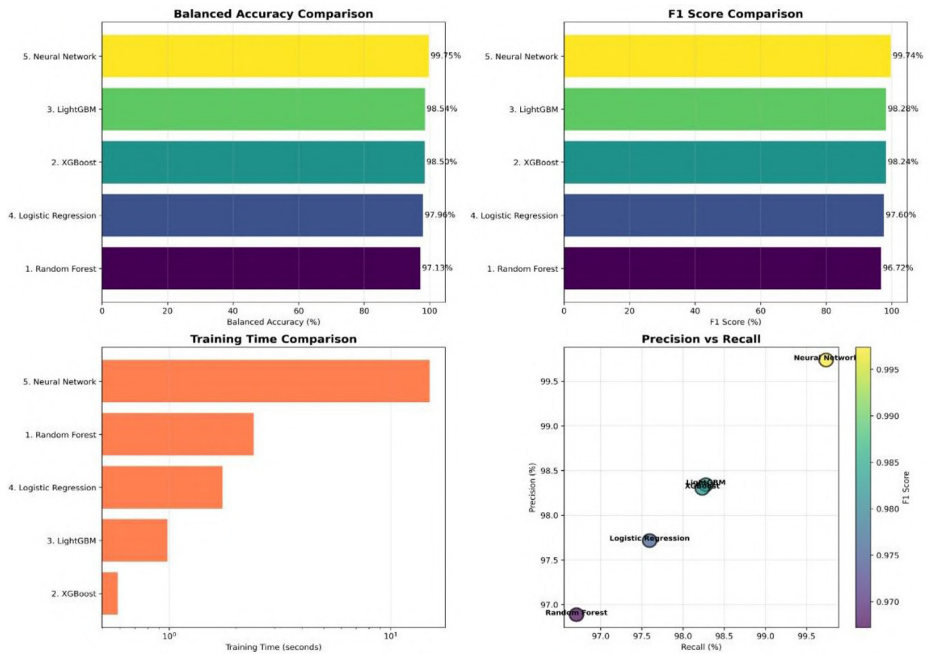 Balanced Accuracy Comparison
5. Neural Network
99.75%
3. LightGBM
98.54%
2. XGBoost
98.50%
4. Logistic Regression
97.96%
1. Random Forest
97.13%
0 20 40 60 80 100
Balanced Accuracy (%)
F1 Score Comparison
5. Neural Network
99.74%
3. LightGBM
98.28%
2. XGBoost
98.24%
4. Logistic Regression
97.60%
1. Random Forest
96.72%
0 20 40 60 80 100
F1 Score (%)
Training Time Comparison
5. Neural Network
1. Random Forest
4. Logistic Regression
3. LightGBM
2. XGBoost
10⁰ 10¹
Training Time (seconds)
Precision vs Recall
Neural Network
99.5
99.0
98.5
LightGBM
XGBoost
98.0
Logistic Regression
97.5
97.0
Random Forest
Precision (%)
97.0 97.5 98.0 98.5 99.0 99.5
Recall (%)
0.995
0.990
0.985
0.980
0.975
0.970
F1 Score